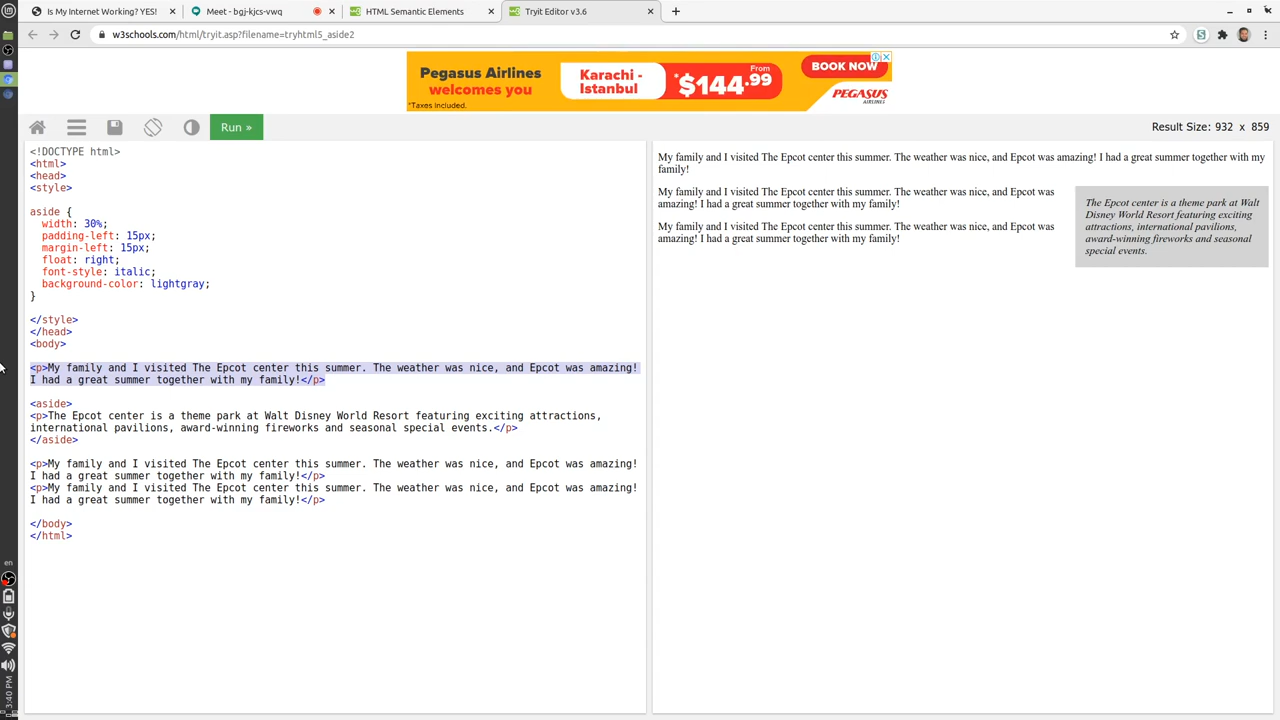 Is My Internet Working? YES!
Meet - bgj-kjcs-vwq
HTML Semantic Elements
Tryit Editor v3.6
w3schools.com/html/tryit.asp?filename=tryhtml5_aside2
Pegasus Airlines
welcomes you
*Taxes included.
Karachi -
Istanbul
From
*$144.99
BOOK NOW
PEGASUS
AIRLINES
Run »
Result Size: 932 x 859
<!DOCTYPE html>
<html>
<head>
<style>
aside {
  width: 30%;
  padding-left: 15px;
  margin-left: 15px;
  float: right;
  font-style: italic;
  background-color: lightgray;
}
</style>
</head>
<body>
<p>My family and I visited The Epcot center this summer. The weather was nice, and Epcot was amazing!
I had a great summer together with my family!</p>
<aside>
<p>The Epcot center is a theme park at Walt Disney World Resort featuring exciting attractions,
international pavilions, award-winning fireworks and seasonal special events.</p>
</aside>
<p>My family and I visited The Epcot center this summer. The weather was nice, and Epcot was amazing!
I had a great summer together with my family!</p>
<p>My family and I visited The Epcot center this summer. The weather was nice, and Epcot was amazing!
I had a great summer together with my family!</p>
</body>
</html>
My family and I visited The Epcot center this summer. The weather was nice, and Epcot was amazing! I had a great summer together with my
family!
My family and I visited The Epcot center this summer. The weather was nice, and Epcot was
amazing! I had a great summer together with my family!
My family and I visited The Epcot center this summer. The weather was nice, and Epcot was
amazing! I had a great summer together with my family!
The Epcot center is a theme park at Walt
Disney World Resort featuring exciting
attractions, international pavilions,
award-winning fireworks and seasonal
special events.
en
3:40 PM